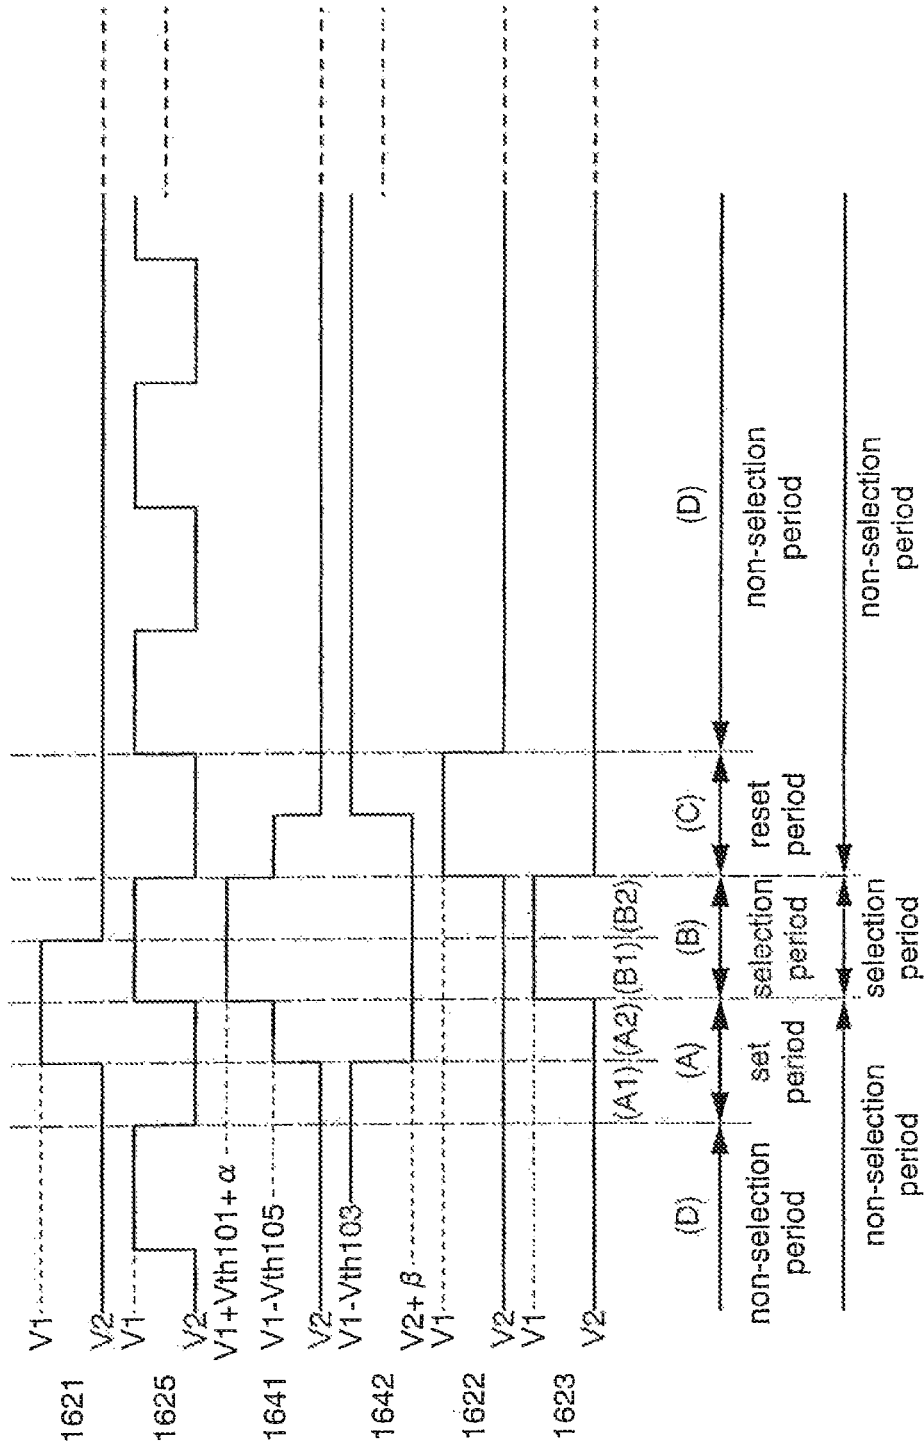 1621
V1
V2
1625
V1
V2
1641
V1+Vth101+α
V1-Vth105
V2
1642
V1-Vth103
V2+β
1622
V1
V2
1623
V1
V2
(A1)
(A2)
(B1)
(B2)
(D)
(A)
(B)
(C)
(D)
non-selection
period
set
period
selection
period
reset
period
non-selection
period
non-selection
period
selection
period
non-selection
period